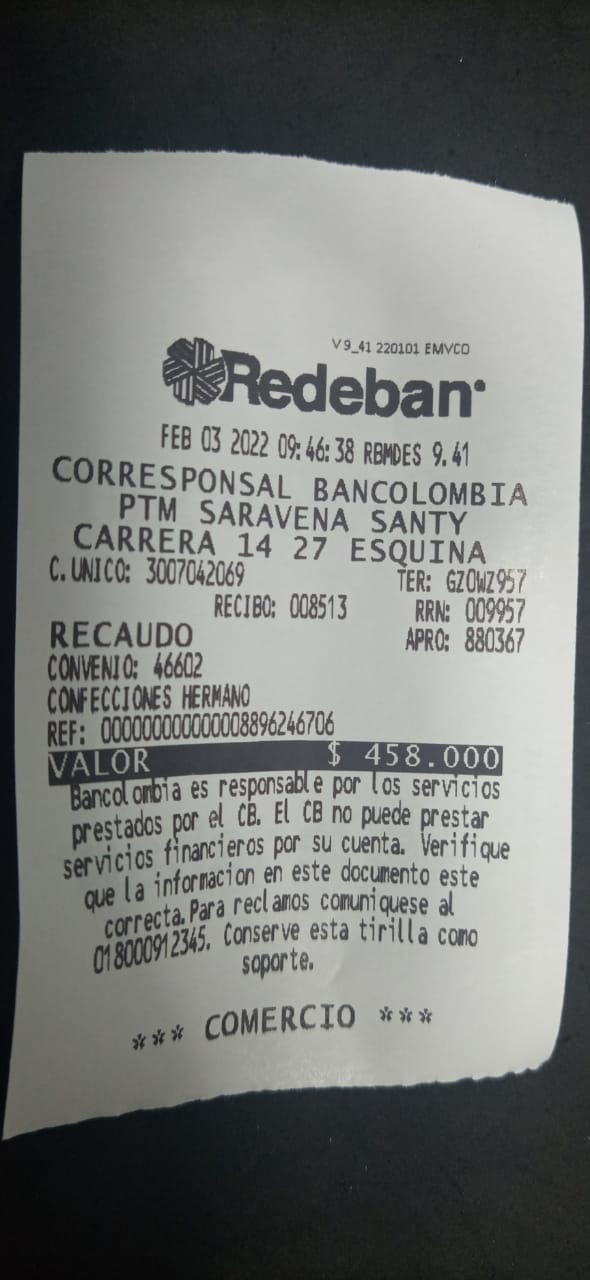 V9_41 220101 EMVCO
Redeban
FEB 03 2022 09:46:38 RBMDES 9.41
CORRESPONSAL BANCOLOMBIA
PTM SARAVENA SANTY
CARRERA 14 27 ESQUINA
C.UNICO: 3007042069 TER: GZOWZ957
RECIBO: 008513 RRN: 009957
RECAUDO APRO: 880367
CONVENIO: 46602
CONFECCIONES HERMANO
REF: 000000000000008896246706
VALOR $ 458.000
Bancolombia es responsable por los servicios
prestados por el CB. El CB no puede prestar
servicios financieros por su cuenta. Verifique
que la informacion en este documento este
correcta.Para reclamos comuniquese al
018000912345. Conserve esta tirilla como
soporte.
*** COMERCIO ***